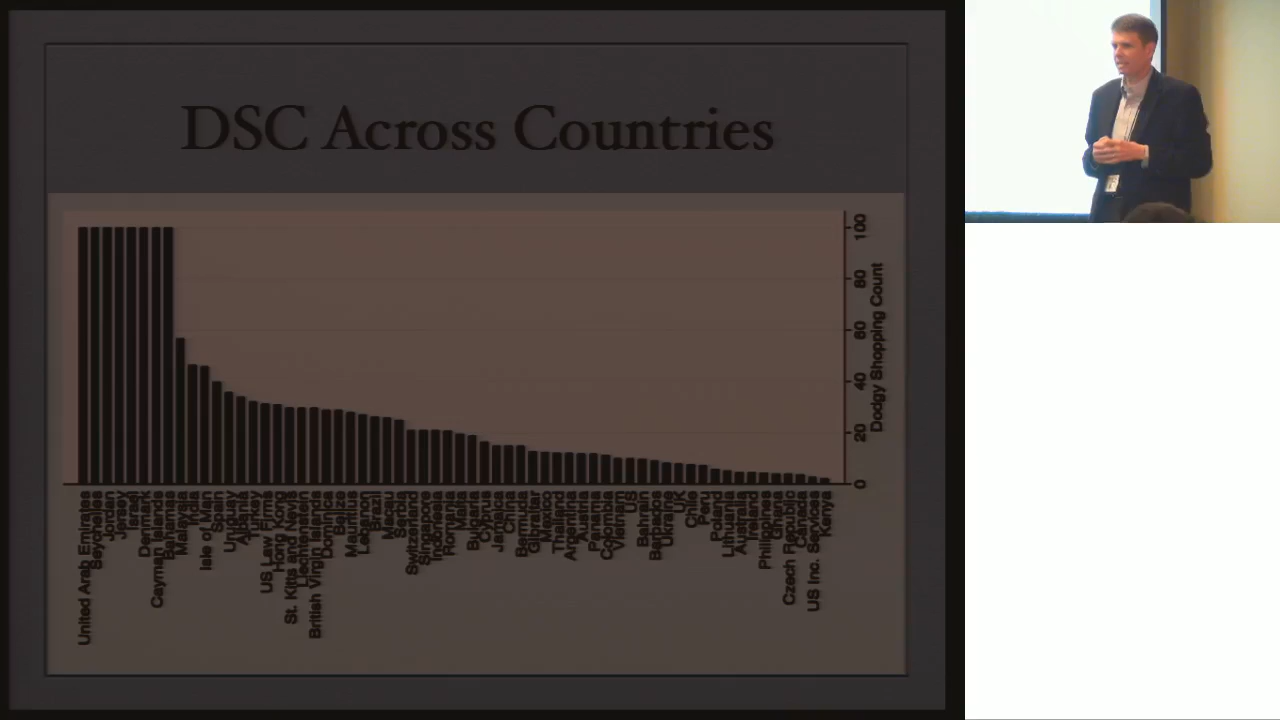 DSC Across Countries
100
80
60
40
20
0
Dodgy Shopping Count
United Arab Emirates
Seychelles
Jordan
Jersey
Israel
Denmark
Cayman Islands
Bahamas
Malaysia
India
Isle of Man
Spain
Uruguay
Albania
Turkey
US Law Firms
Hong Kong
St. Kitts and Nevis
Liechtenstein
British Virgin Islands
Dominica
Belize
Mauritius
Lebanon
Brazil
Macau
Serbia
Switzerland
Singapore
Indonesia
Romania
Malta
Bulgaria
Cyprus
Jamaica
China
Bermuda
Gibraltar
Mexico
Thailand
Argentina
Austria
Panama
Colombia
Vietnam
US
Bahrain
Barbados
Ukraine
UK
Chile
Peru
Poland
Lithuania
Australia
Ireland
Philippines
Ghana
Czech Republic
Canada
US Inc. Services
Kenya